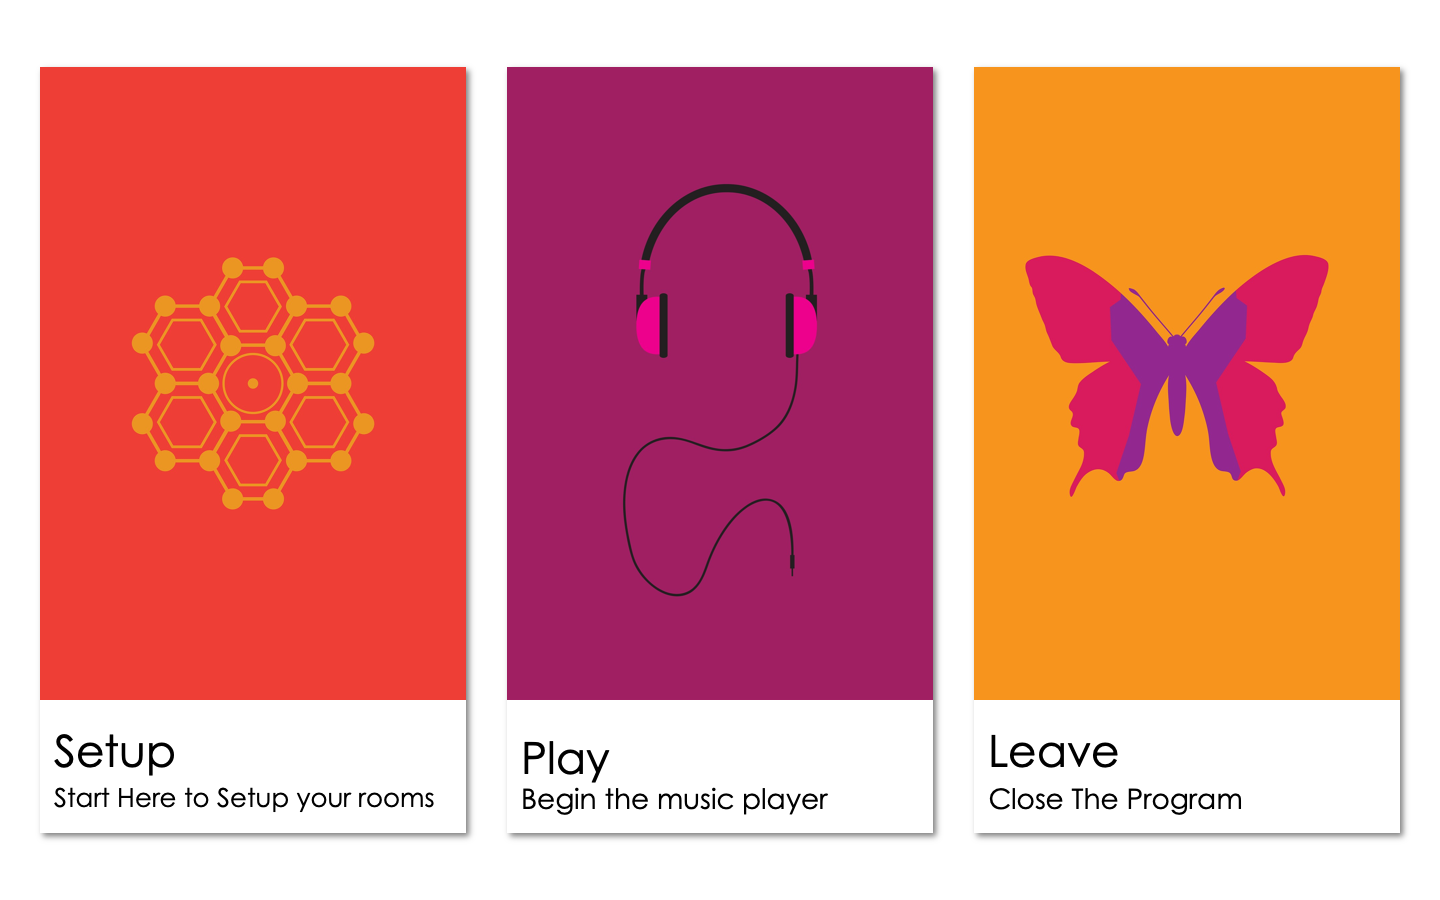 Setup
Start Here to Setup your rooms
Play
Begin the music player
Leave
Close The Program